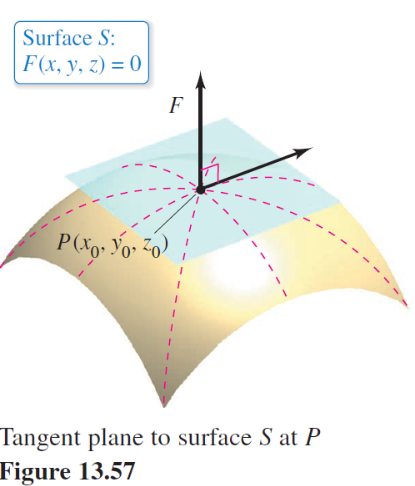 Surface S:
F(x, y, z) = 0
F
P(x₀, y₀, z₀)
Tangent plane to surface S at P
Figure 13.57